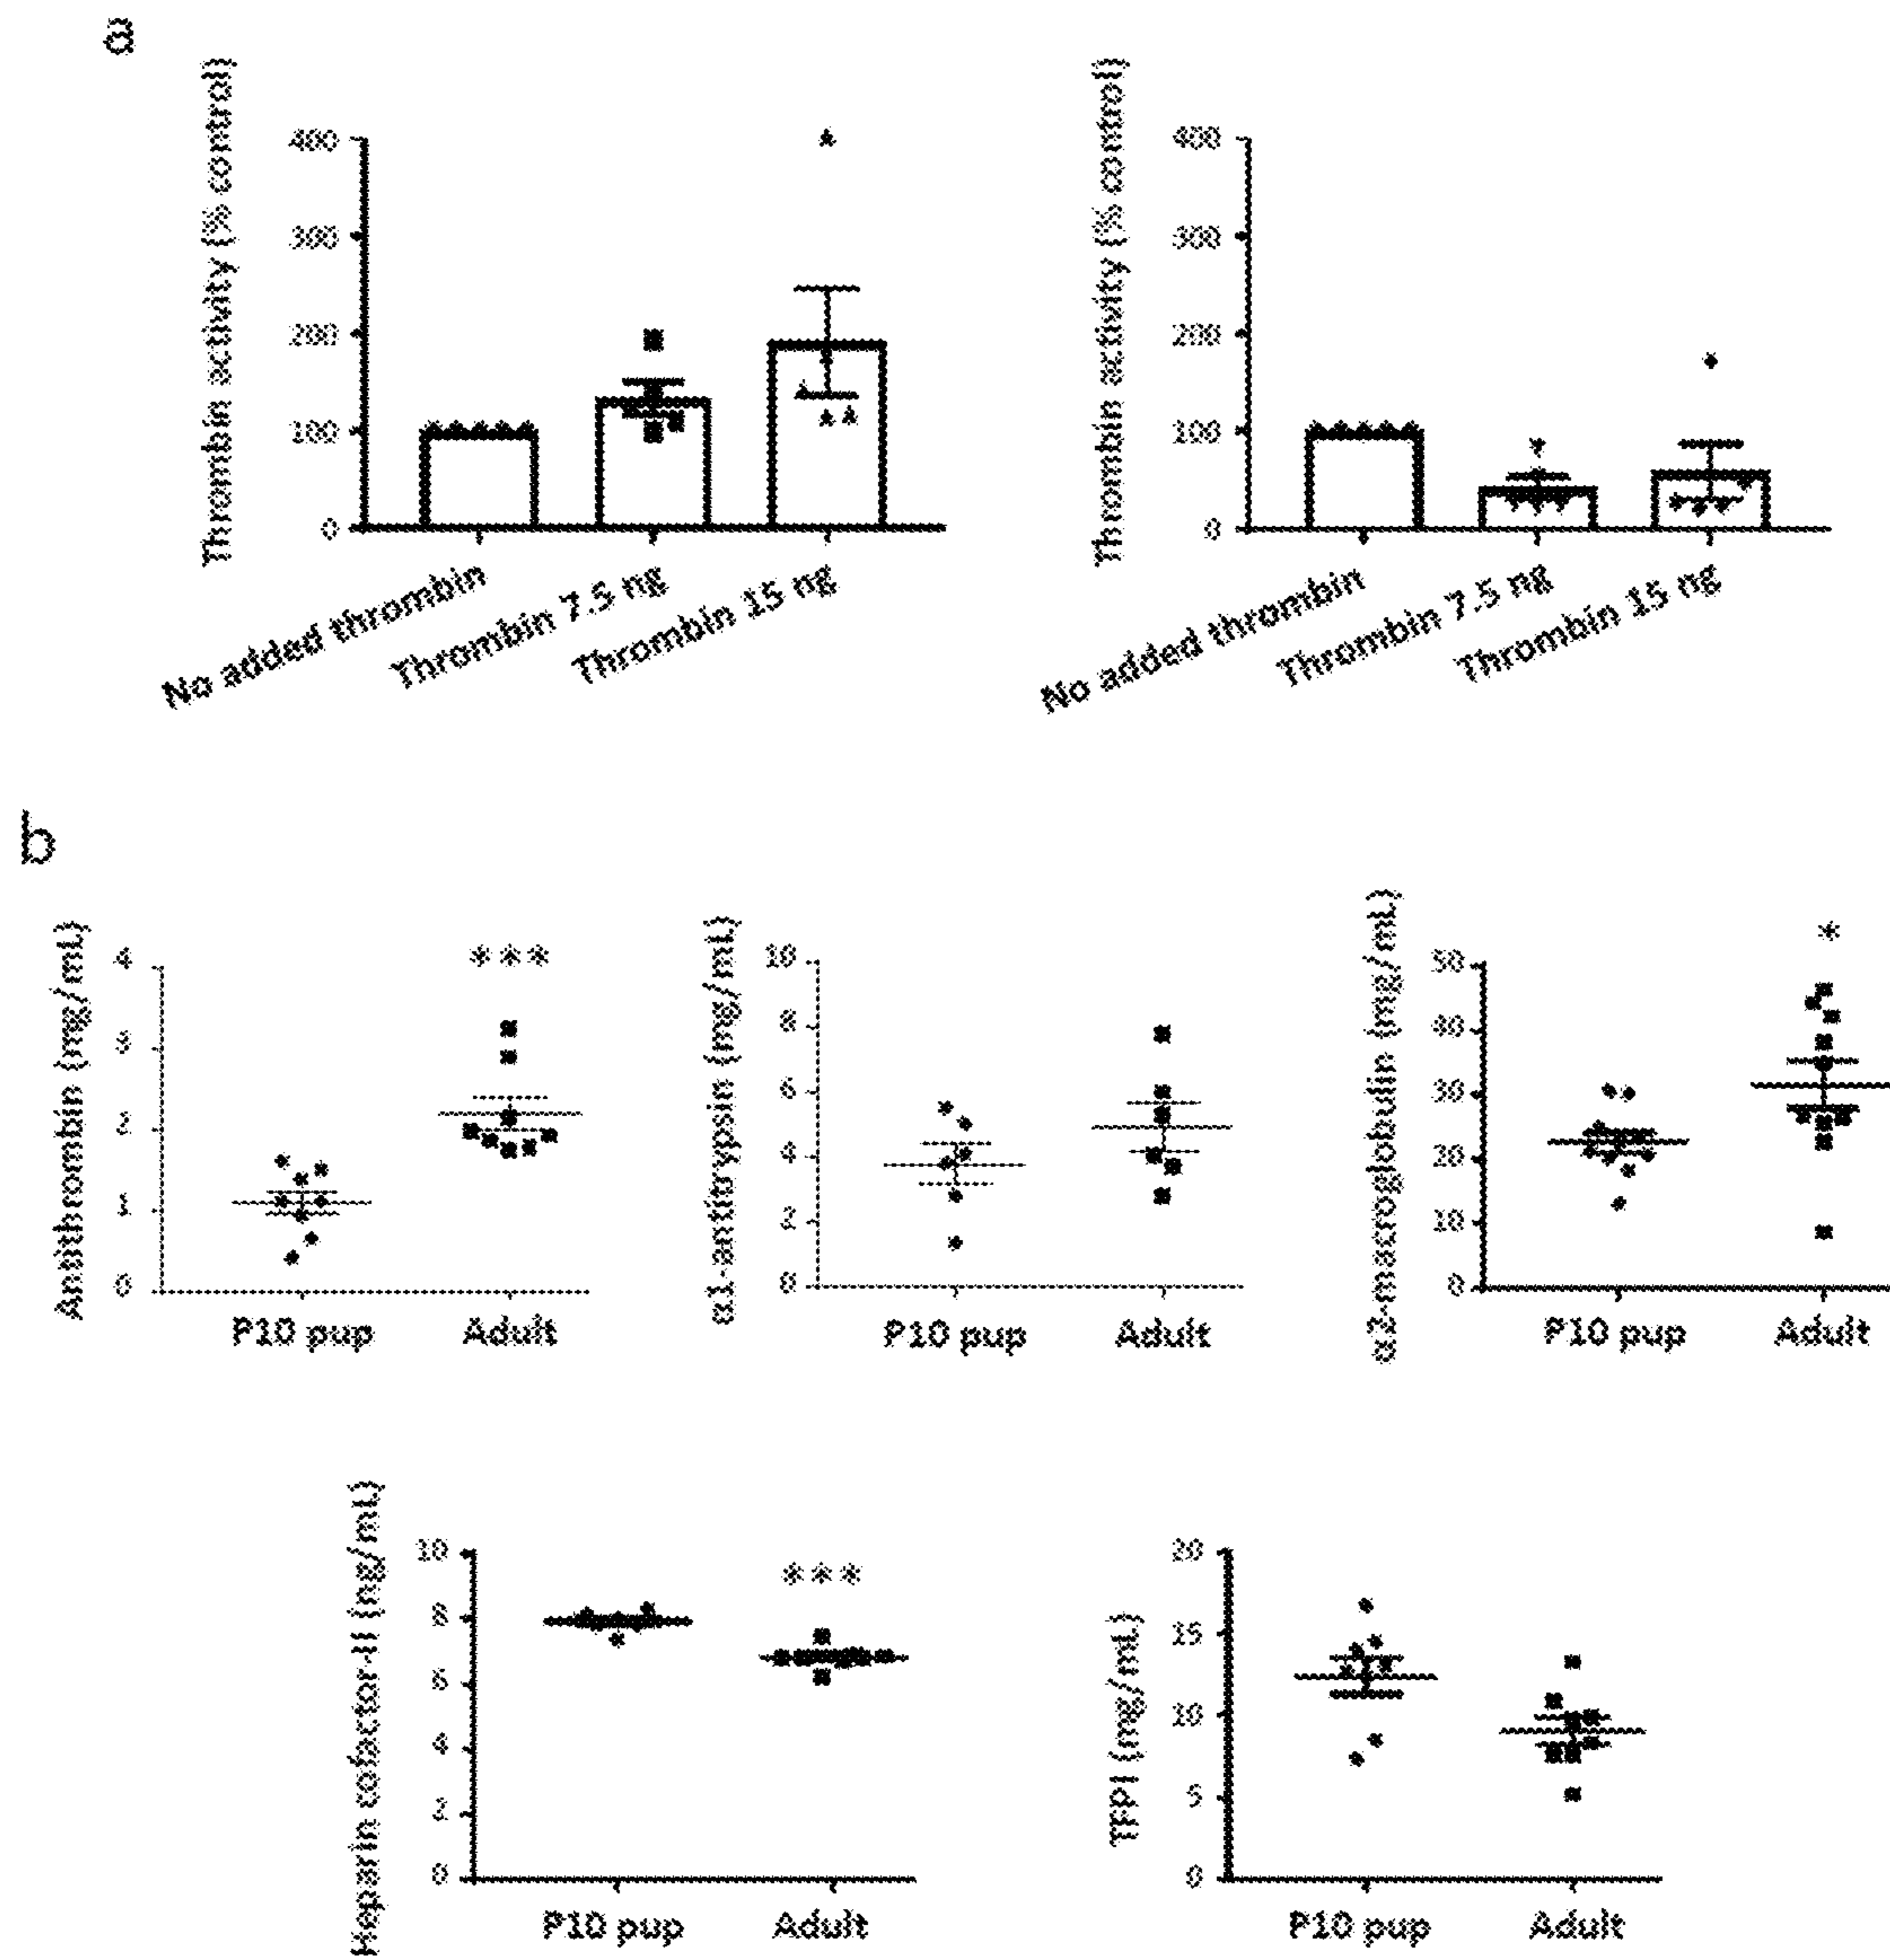 a
Thrombin activity (% control)
400
300
200
100
0
No added thrombin
Thrombin 7.5 ng
Thrombin 15 ng
Thrombin activity (% control)
400
300
200
100
0
No added thrombin
Thrombin 7.5 ng
Thrombin 15 ng
b
Antithrombin (mg/mL)
4
3
2
1
0
***
P10 pup
Adult
α1-antitrypsin (mg/mL)
10
8
6
4
2
0
P10 pup
Adult
α2-macroglobulin (mg/mL)
50
40
30
20
10
0
*
P10 pup
Adult
Heparin cofactor-II (ng/mL)
10
8
6
4
2
0
***
P10 pup
Adult
TFPI (mg/mL)
20
15
10
5
0
P10 pup
Adult